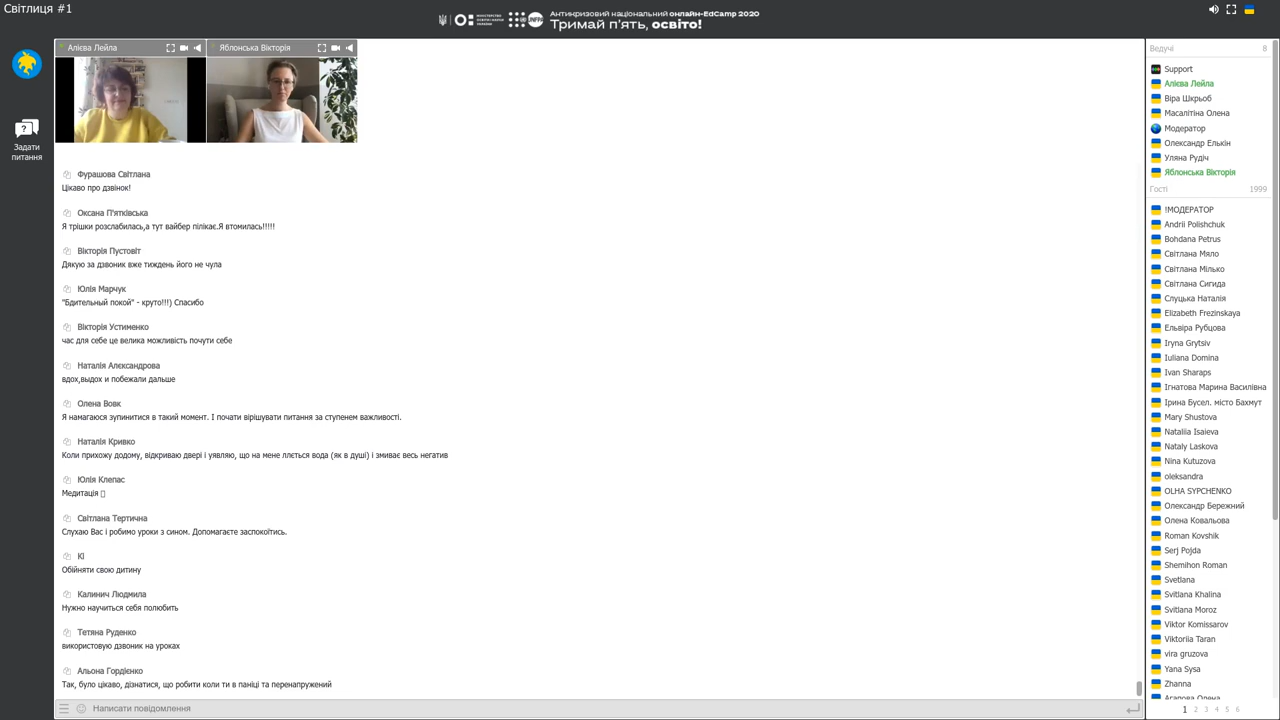 Світлиця #1
МІНІСТЕРСТВО
ОСВІТИ І НАУКИ
УКРАЇНИ
Антикризовий національний онлайн-EdCamp 2020
Тримай п'ять, освіто!
Задати
питання
Алієва Лейла
Яблонська Вікторія
Фурашова Світлана
Цікаво про дзвінок!
Оксана П'ятківська
Я трішки розслабилась,а тут вайбер пілікає.Я втомилась!!!!!
Вікторія Пустовіт
Дякую за дзвоник вже тиждень його не чула
Юлія Марчук
"Бдительный покой" - круто!!!) Спасибо
Вікторія Устименко
час для себе це велика можливість почути себе
Наталія Алєксандрова
вдох,выдох и побежали дальше
Олена Вовк
Я намагаюся зупинитися в такий момент. І почати вірішувати питання за ступенем важливості.
Наталія Кривко
Коли прихожу додому, відкриваю двері і уявляю, що на мене ллється вода (як в душі) і змиває весь негатив
Юлія Клепас
Медитація
Світлана Тертична
Слухаю Вас і робимо уроки з сином. Допомагаєте заспокоїтись.
Кі
Обійняти свою дитину
Калинич Людмила
Нужно научиться себя полюбить
Тетяна Руденко
використовую дзвоник на уроках
Альона Гордієнко
Так, було цікаво, дізнатися, що робити коли ти в паніці та перенапружений
Написати повідомлення
Ведучі 8
Support
Алієва Лейла
Віра Шкрьоб
Масалітіна Олена
Модератор
Олександр Елькін
Уляна Рудіч
Яблонська Вікторія
Гості 1999
!МОДЕРАТОР
Andrii Polishchuk
Bohdana Petrus
Світлана Мяло
Світлана Мілько
Світлана Сигида
Слуцька Наталія
Elizabeth Frezinskaya
Ельвіра Рубцова
Iryna Grytsiv
Iuliana Domina
Ivan Sharaps
Ігнатова Марина Василівна
Ірина Бусел. місто Бахмут
Mary Shustova
Nataliia Isaieva
Nataly Laskova
Nina Kutuzova
oleksandra
OLHA SYPCHENKO
Олександр Бережний
Олена Ковальова
Roman Kovshik
Serj Pojda
Shemihon Roman
Svetlana
Svitlana Khalina
Svitlana Moroz
Viktor Komissarov
Viktoriia Taran
vira gruzova
Yana Sysa
Zhanna
Агапова Олена
1 2 3 4 5 6